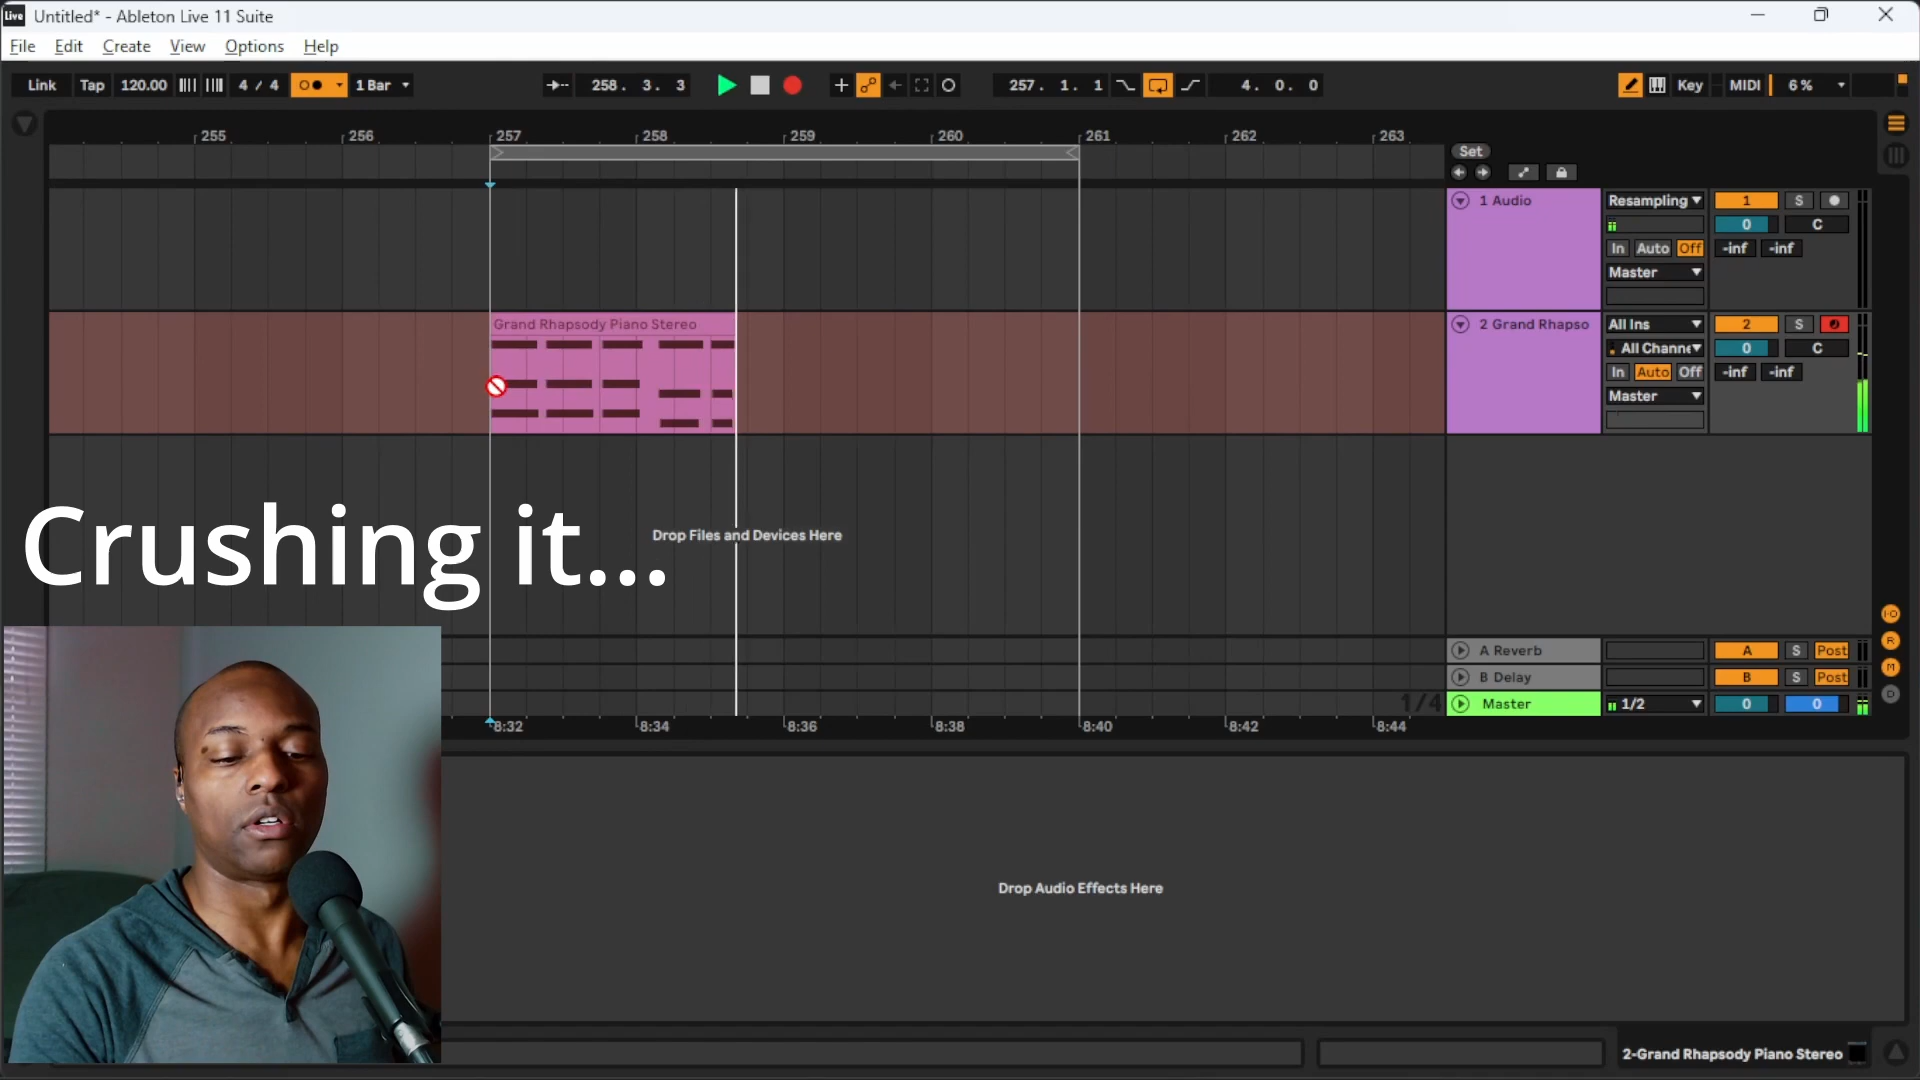 Live Untitled* - Ableton Live 11 Suite
File Edit Create View Options Help
Link Tap 120.00 4 / 4 1 Bar 258. 3. 3 257. 1. 1 4. 0. 0 Key MIDI 6 %
255 256 257 258 259 260 261 262 263
Set
1 Audio Resampling 1 S
0 C
In Auto Off -inf -inf
Master
Grand Rhapsody Piano Stereo
2 Grand Rhapso All Ins 2 S
All Channe 0 C
In Auto Off -inf -inf
Master
Crushing it...
Drop Files and Devices Here
A Reverb A S Post
B Delay B S Post
1/4 Master 1/2 0 0
I·O
R
M
D
8:32 8:34 8:36 8:38 8:40 8:42 8:44
Drop Audio Effects Here
2-Grand Rhapsody Piano Stereo